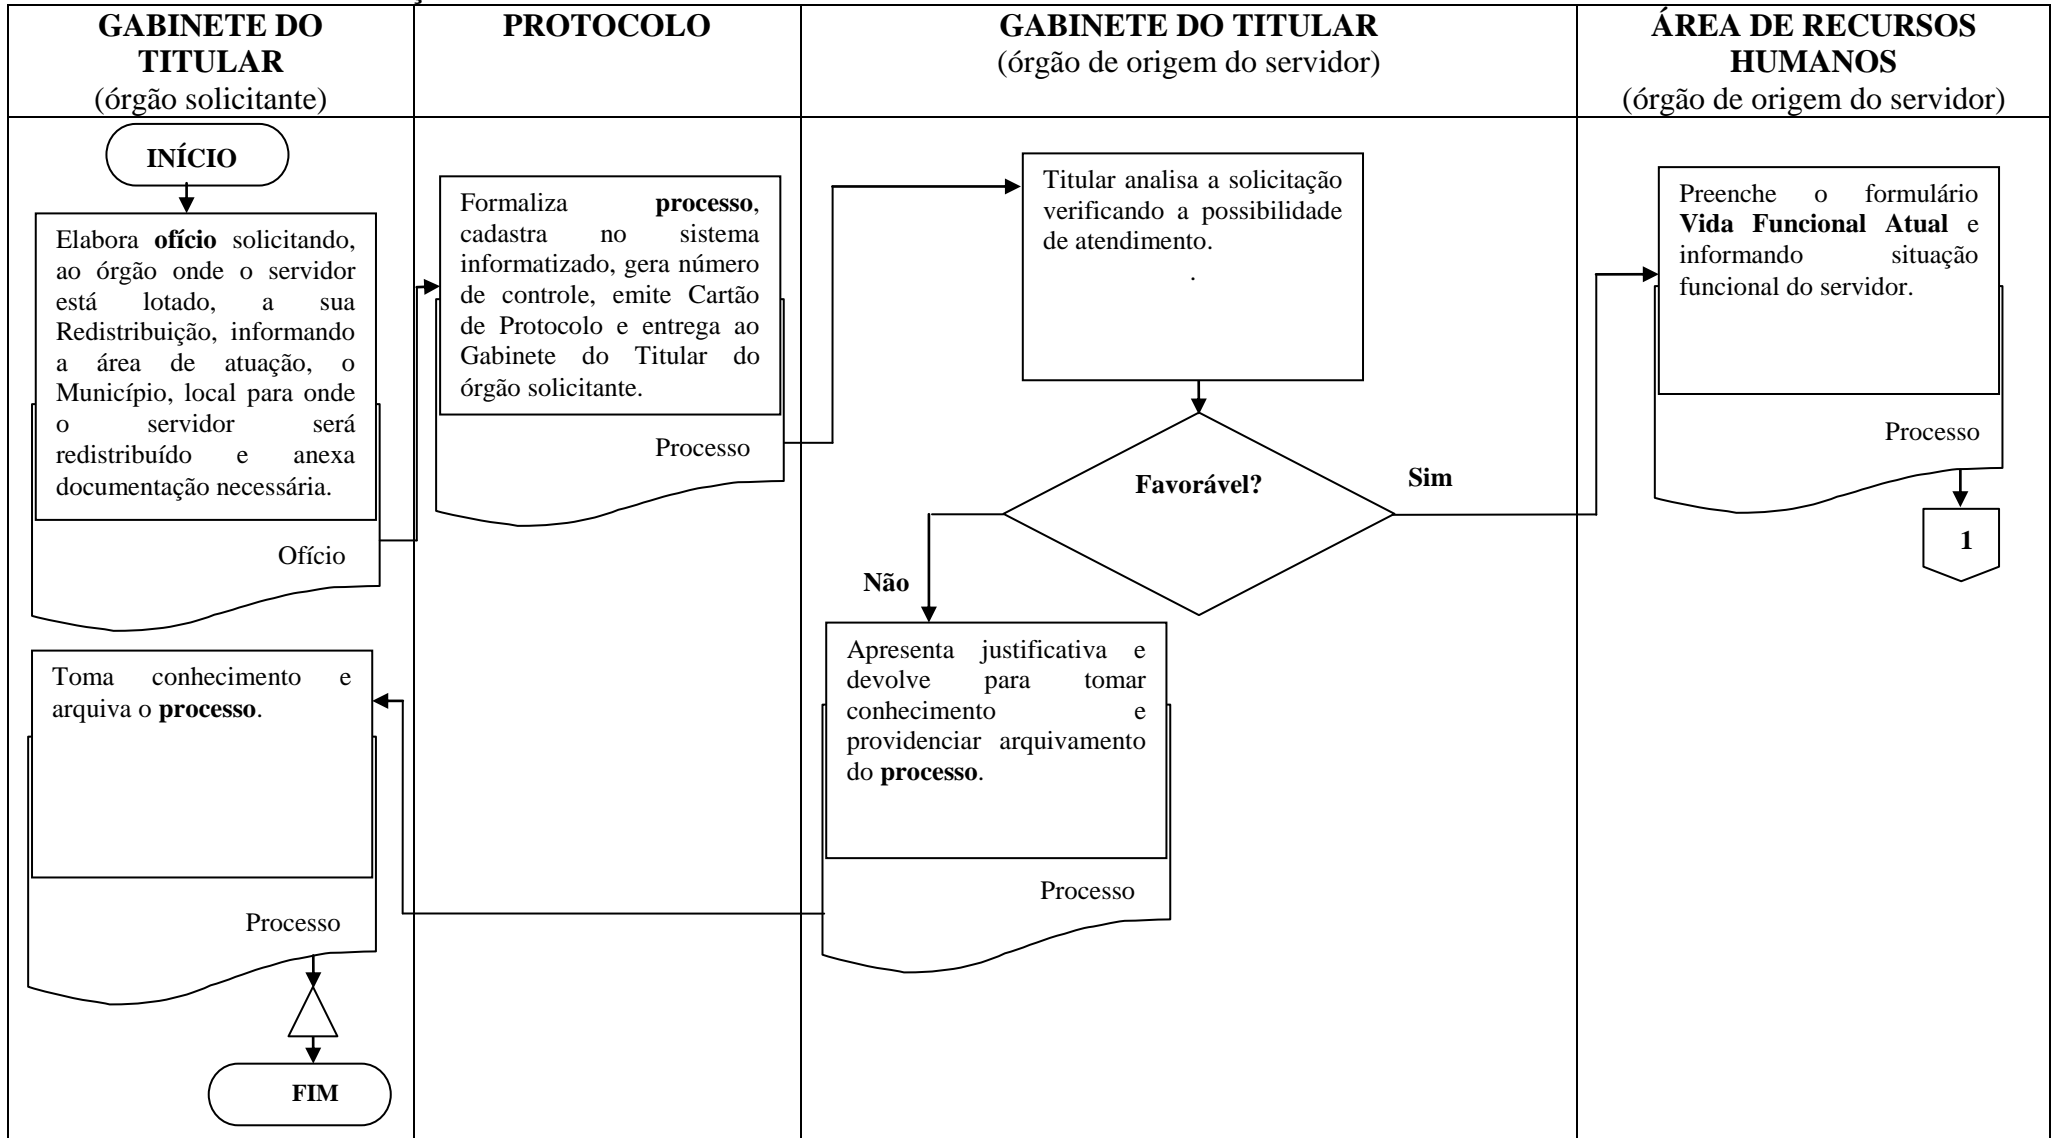 GABINETE DO
TITULAR
(órgão solicitante)
PROTOCOLO
GABINETE DO TITULAR
(órgão de origem do servidor)
ÁREA DE RECURSOS
HUMANOS
(órgão de origem do servidor)
INÍCIO
Elabora ofício solicitando,
ao órgão onde o servidor
está lotado, a sua
Redistribuição, informando
a área de atuação, o
Município, local para onde
o servidor será
redistribuído e anexa
documentação necessária.
Ofício
Formaliza processo,
cadastra no sistema
informatizado, gera número
de controle, emite Cartão
de Protocolo e entrega ao
Gabinete do Titular do
órgão solicitante.
Processo
Titular analisa a solicitação
verificando a possibilidade
de atendimento.
.
Favorável?
Sim
Não
Preenche o formulário
Vida Funcional Atual e
informando situação
funcional do servidor.
Processo
1
Apresenta justificativa e
devolve para tomar
conhecimento e
providenciar arquivamento
do processo.
Processo
Toma conhecimento e
arquiva o processo.
Processo
FIM